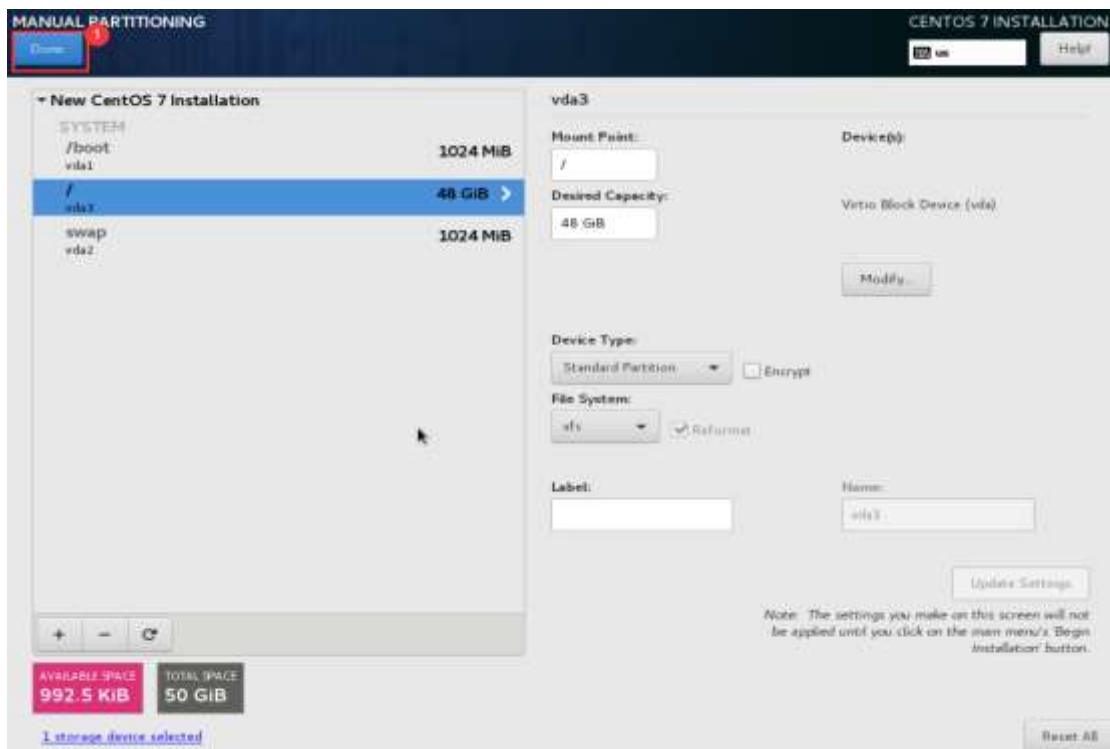 MANUAL PARTITIONING
CENTOS 7 INSTALLATION
Done
1
us
Help!
New CentOS 7 Installation
SYSTEM
/boot
1024 MiB
vda1
/
48 GiB
vda3
swap
1024 MiB
vda2
+ −
AVAILABLE SPACE
992.5 KiB
TOTAL SPACE
50 GiB
1 storage device selected
vda3
Mount Point:
/
Device(s):
Desired Capacity:
48 GiB
Virtio Block Device (vda)
Modify...
Device Type:
Standard Partition
Encrypt
File System:
xfs
Reformat
Label:
Name:
vda3
Update Settings
Note: The settings you make on this screen will not
be applied until you click on the main menu's 'Begin
Installation' button.
Reset All